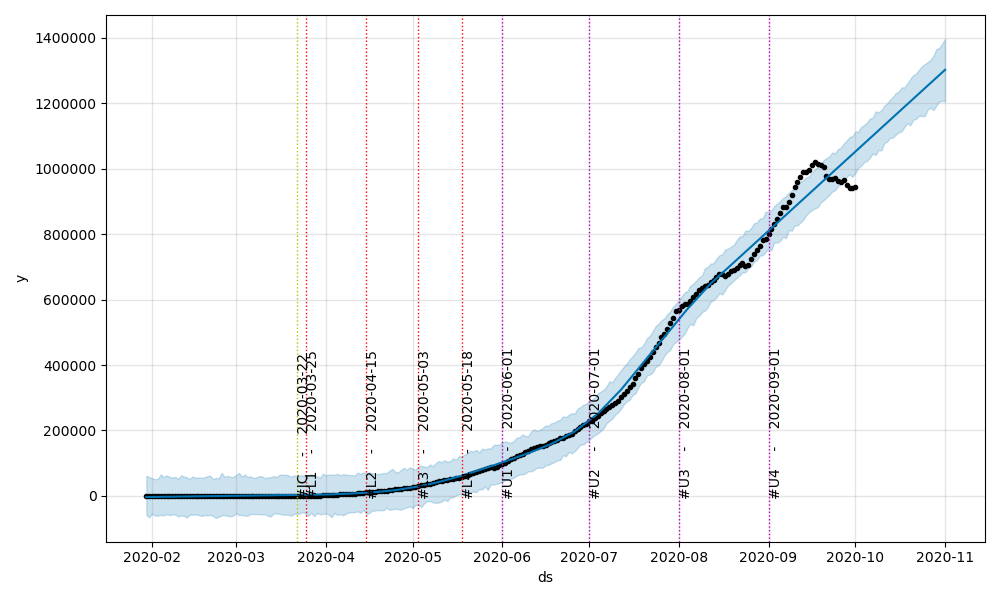 1400000
1200000
1000000
800000
600000
400000
200000
0
y
#JC - 2020-03-22
#L1 - 2020-03-25
#L2 - 2020-04-15
#L3 - 2020-05-03
#L4 - 2020-05-18
#U1 - 2020-06-01
#U2 - 2020-07-01
#U3 - 2020-08-01
#U4 - 2020-09-01
2020-02 2020-03 2020-04 2020-05 2020-06 2020-07 2020-08 2020-09 2020-10 2020-11
ds